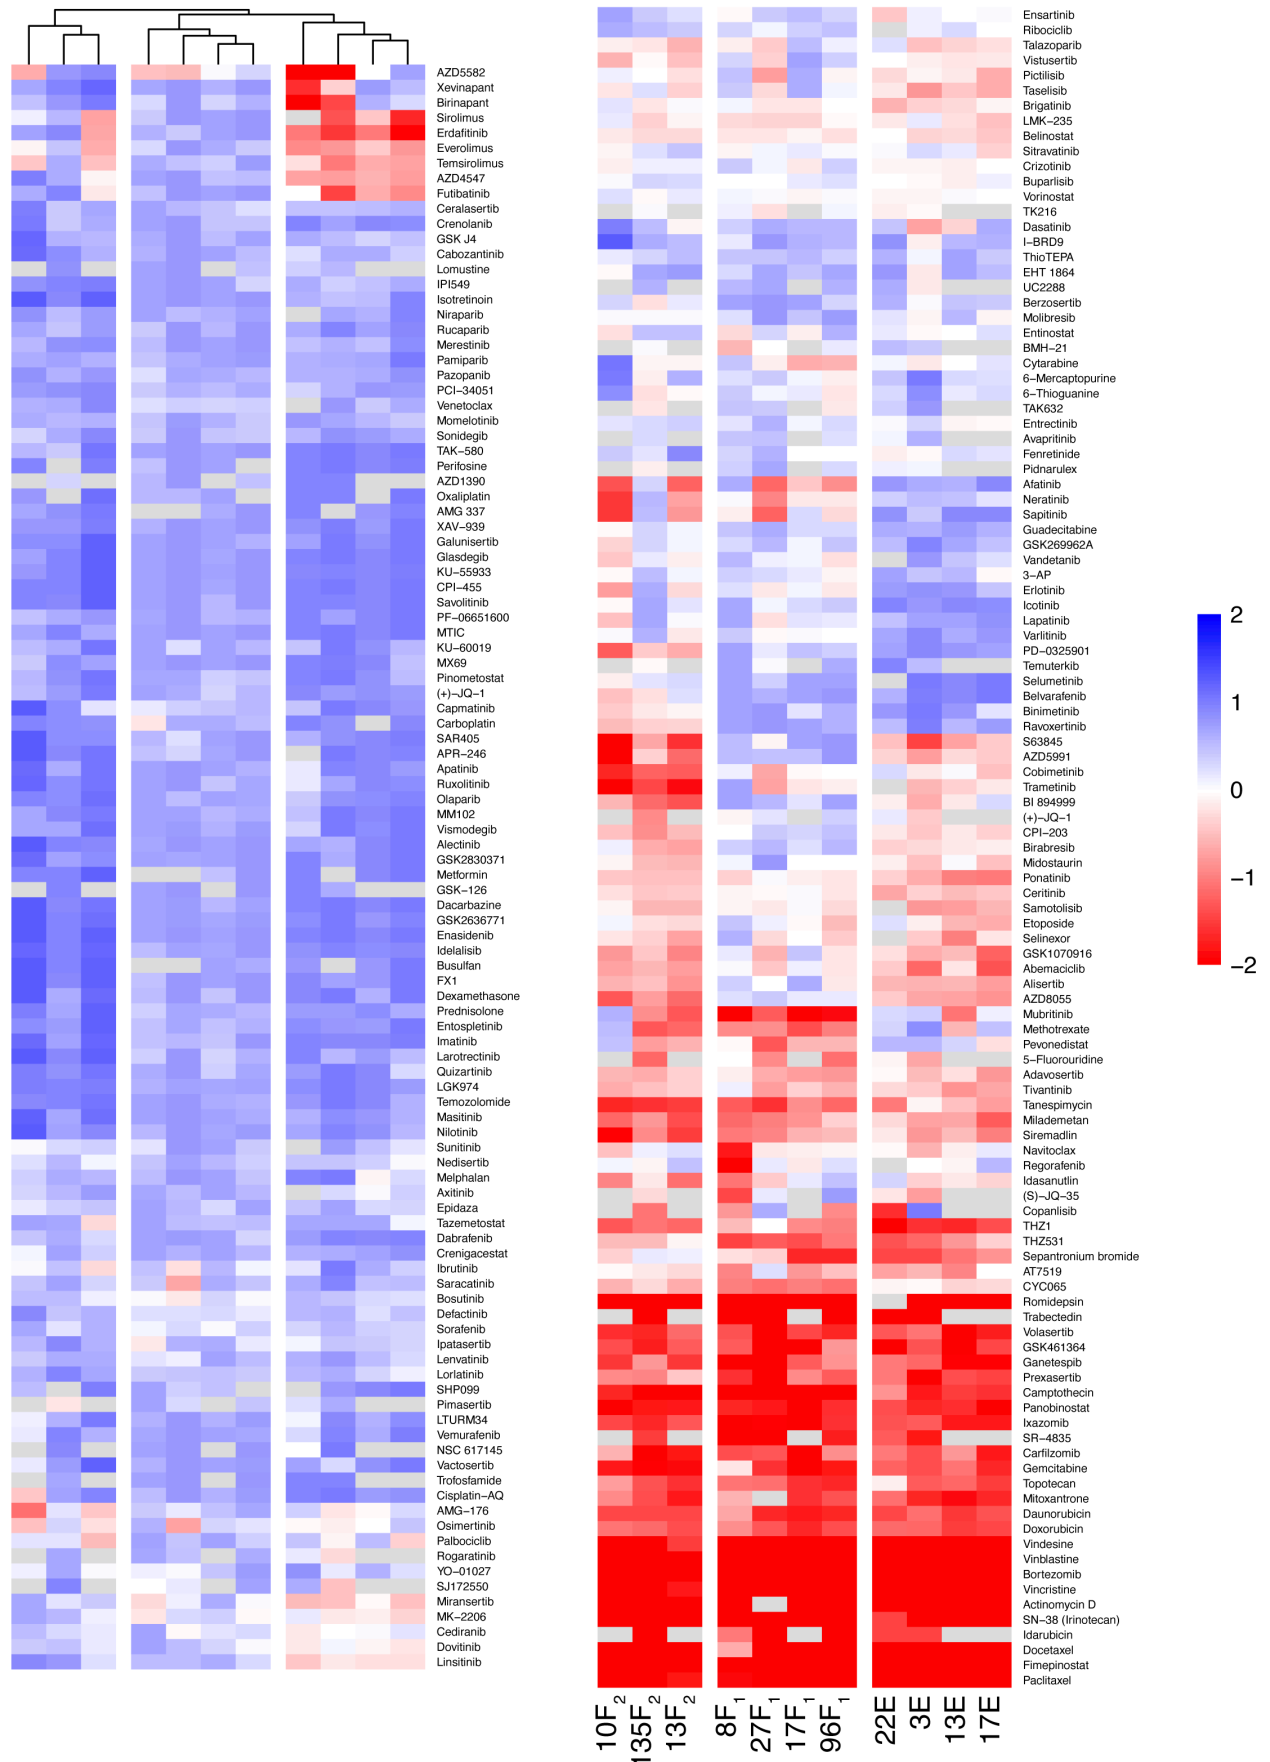 AZD5582
Xevinapant
Birinapant
Sirolimus
Erdafitinib
Everolimus
Temsirolimus
AZD4547
Futibatinib
Ceralasertib
Crenolanib
GSK J4
Cabozantinib
Lomustine
IPI549
Isotretinoin
Niraparib
Rucaparib
Merestinib
Pamiparib
Pazopanib
PCI−34051
Venetoclax
Momelotinib
Sonidegib
TAK−580
Perifosine
AZD1390
Oxaliplatin
AMG 337
XAV−939
Galunisertib
Glasdegib
KU−55933
CPI−455
Savolitinib
PF−06651600
MTIC
KU−60019
MX69
Pinometostat
(+)−JQ−1
Capmatinib
Carboplatin
SAR405
APR−246
Apatinib
Ruxolitinib
Olaparib
MM102
Vismodegib
Alectinib
GSK2830371
Metformin
GSK−126
Dacarbazine
GSK2636771
Enasidenib
Idelalisib
Busulfan
FX1
Dexamethasone
Prednisolone
Entospletinib
Imatinib
Larotrectinib
Quizartinib
LGK974
Temozolomide
Masitinib
Nilotinib
Sunitinib
Nedisertib
Melphalan
Axitinib
Epidaza
Tazemetostat
Dabrafenib
Crenigacestat
Ibrutinib
Saracatinib
Bosutinib
Defactinib
Sorafenib
Ipatasertib
Lenvatinib
Lorlatinib
SHP099
Pimasertib
LTURM34
Vemurafenib
NSC 617145
Vactosertib
Trofosfamide
Cisplatin−AQ
AMG−176
Osimertinib
Palbociclib
Rogaratinib
YO−01027
SJ172550
Miransertib
MK−2206
Cediranib
Dovitinib
Linsitinib
Ensartinib
Ribociclib
Talazoparib
Vistusertib
Pictilisib
Taselisib
Brigatinib
LMK−235
Belinostat
Sitravatinib
Crizotinib
Buparlisib
Vorinostat
TK216
Dasatinib
I−BRD9
ThioTEPA
EHT 1864
UC2288
Berzosertib
Molibresib
Entinostat
BMH−21
Cytarabine
6−Mercaptopurine
6−Thioguanine
TAK632
Entrectinib
Avapritinib
Fenretinide
Pidnarulex
Afatinib
Neratinib
Sapitinib
Guadecitabine
GSK269962A
Vandetanib
3−AP
Erlotinib
Icotinib
Lapatinib
Varlitinib
PD−0325901
Temuterkib
Selumetinib
Belvarafenib
Binimetinib
Ravoxertinib
S63845
AZD5991
Cobimetinib
Trametinib
BI 894999
(+)−JQ−1
CPI−203
Birabresib
Midostaurin
Ponatinib
Ceritinib
Samotolisib
Etoposide
Selinexor
GSK1070916
Abemaciclib
Alisertib
AZD8055
Mubritinib
Methotrexate
Pevonedistat
5−Fluorouridine
Adavosertib
Tivantinib
Tanespimycin
Milademetan
Siremadlin
Navitoclax
Regorafenib
Idasanutlin
(S)−JQ−35
Copanlisib
THZ1
THZ531
Sepantronium bromide
AT7519
CYC065
Romidepsin
Trabectedin
Volasertib
GSK461364
Ganetespib
Prexasertib
Camptothecin
Panobinostat
Ixazomib
SR−4835
Carfilzomib
Gemcitabine
Topotecan
Mitoxantrone
Daunorubicin
Doxorubicin
Vindesine
Vinblastine
Bortezomib
Vincristine
Actinomycin D
SN−38 (Irinotecan)
Idarubicin
Docetaxel
Fimepinostat
Paclitaxel
10F2
135F2
13F2
8F1
27F1
17F1
96F1
22E
3E
13E
17E
2
1
0
−1
−2